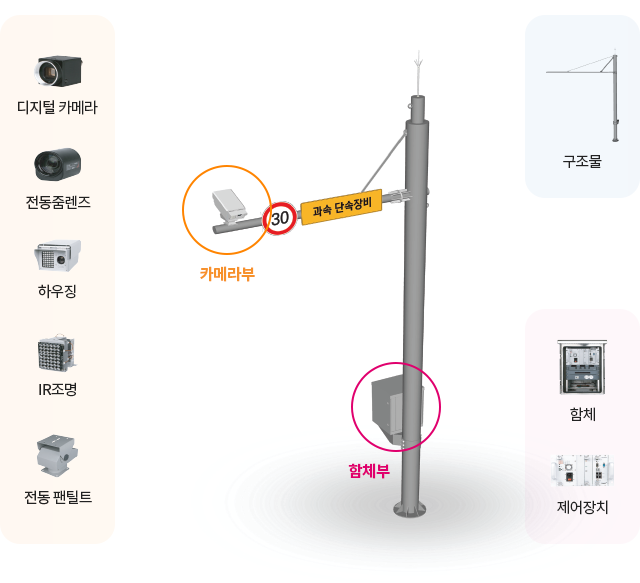 디지털 카메라
전동줌렌즈
하우징
IR조명
전동 팬틸트
30
과속 단속장비
카메라부
함체부
구조물
함체
제어장치